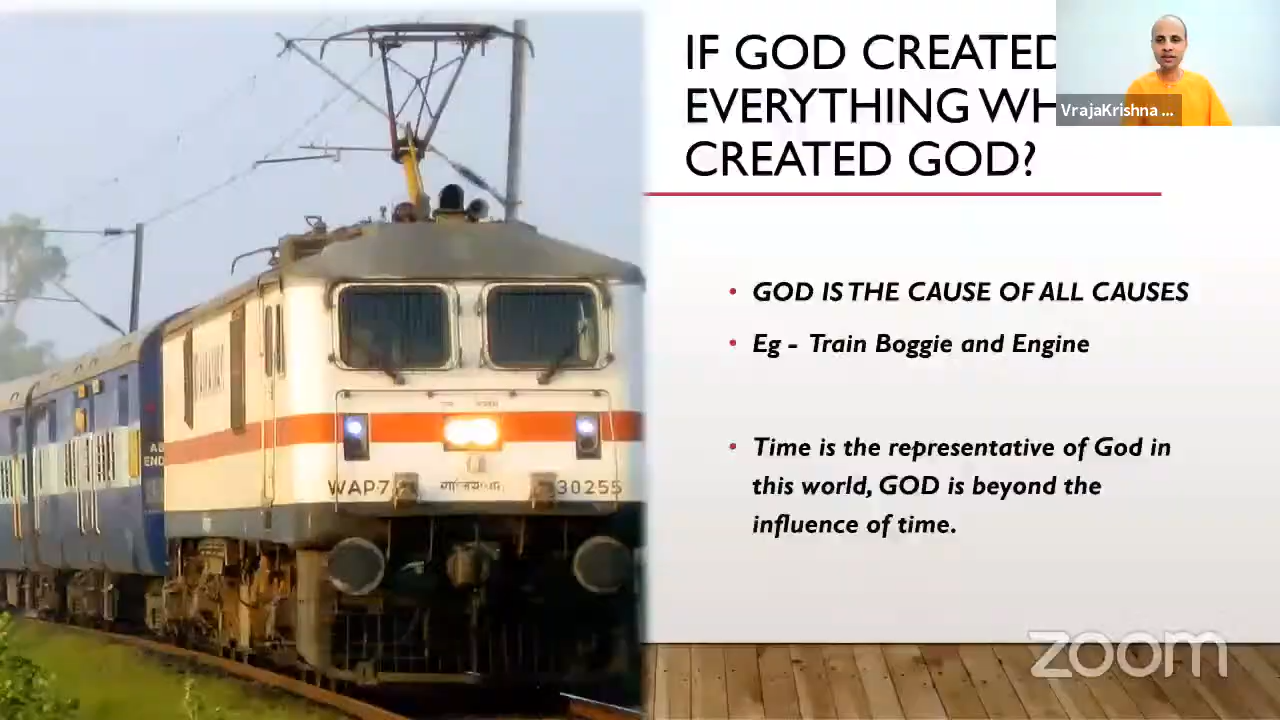 IF GOD CREATED
EVERYTHING WH
CREATED GOD?
VrajaKrishna ...
• GOD IS THE CAUSE OF ALL CAUSES
• Eg - Train Boggie and Engine
• Time is the representative of God in
this world, GOD is beyond the
influence of time.
WAP-7
30255
zoom